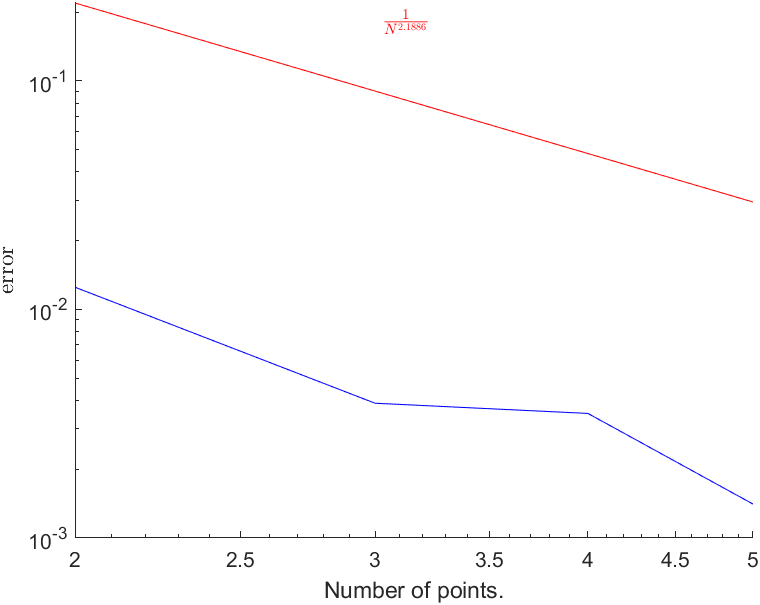 \frac{1}{N^{2.1886}}
10^{-1}
error
10^{-2}
10^{-3}
2 2.5 3 3.5 4 4.5 5
Number of points.